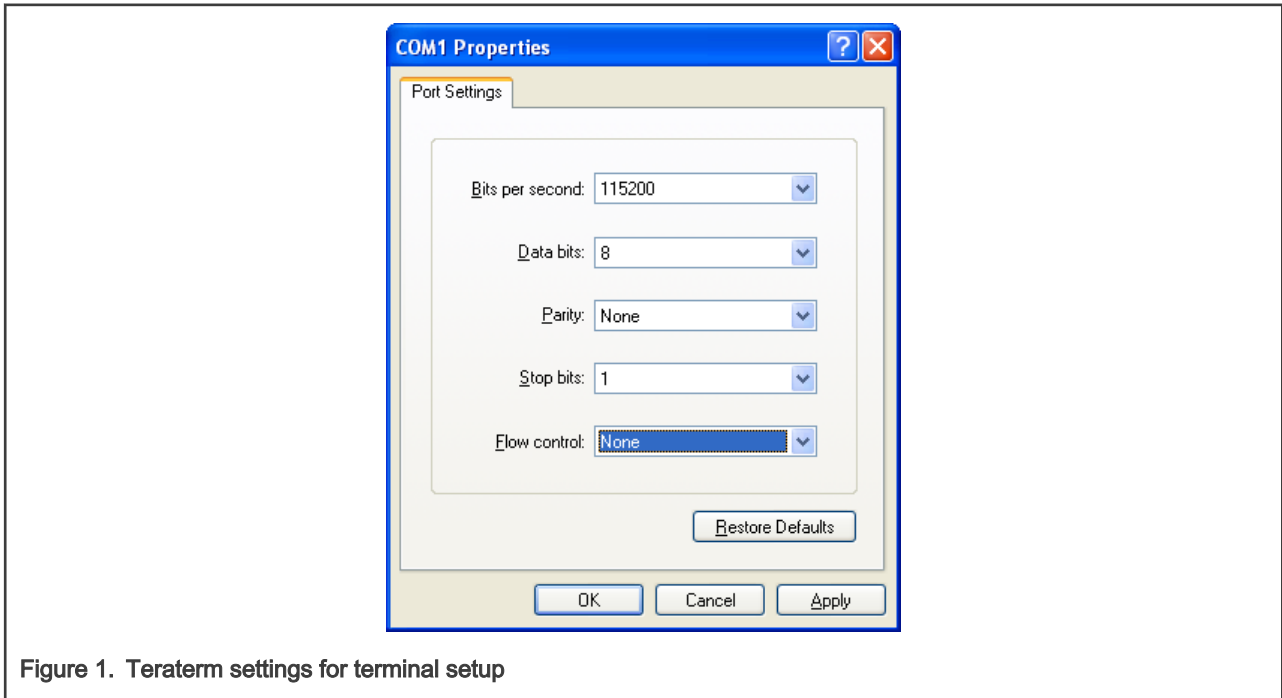 COM1 Properties
Port Settings
Bits per second: 115200
Data bits: 8
Parity: None
Stop bits: 1
Flow control: None
Restore Defaults
OK Cancel Apply
Figure 1. Teraterm settings for terminal setup